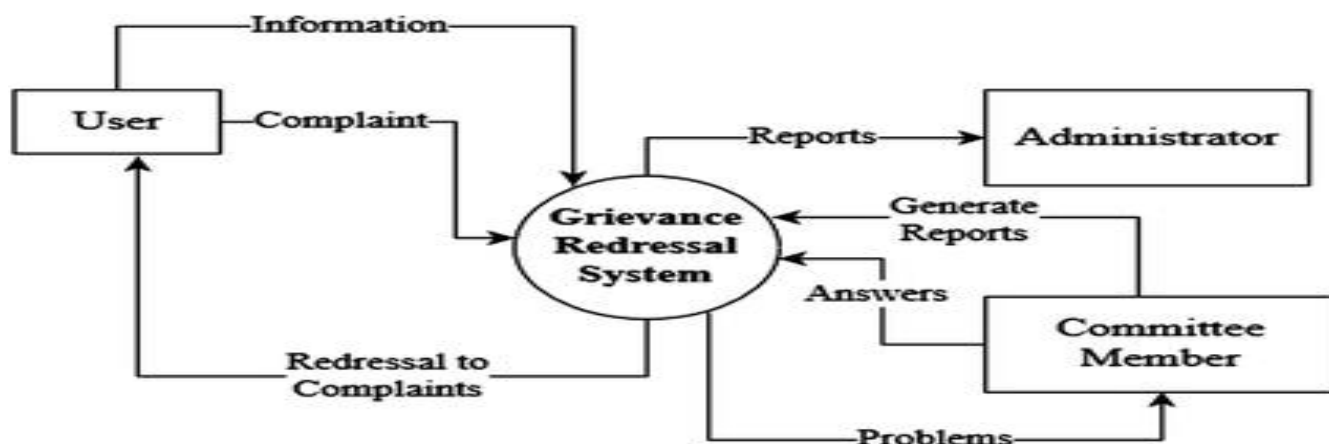 Information
User
Complaint
Reports
Administrator
Grievance
Redressal
System
Generate
Reports
Answers
Committee
Member
Redressal to
Complaints
Problems